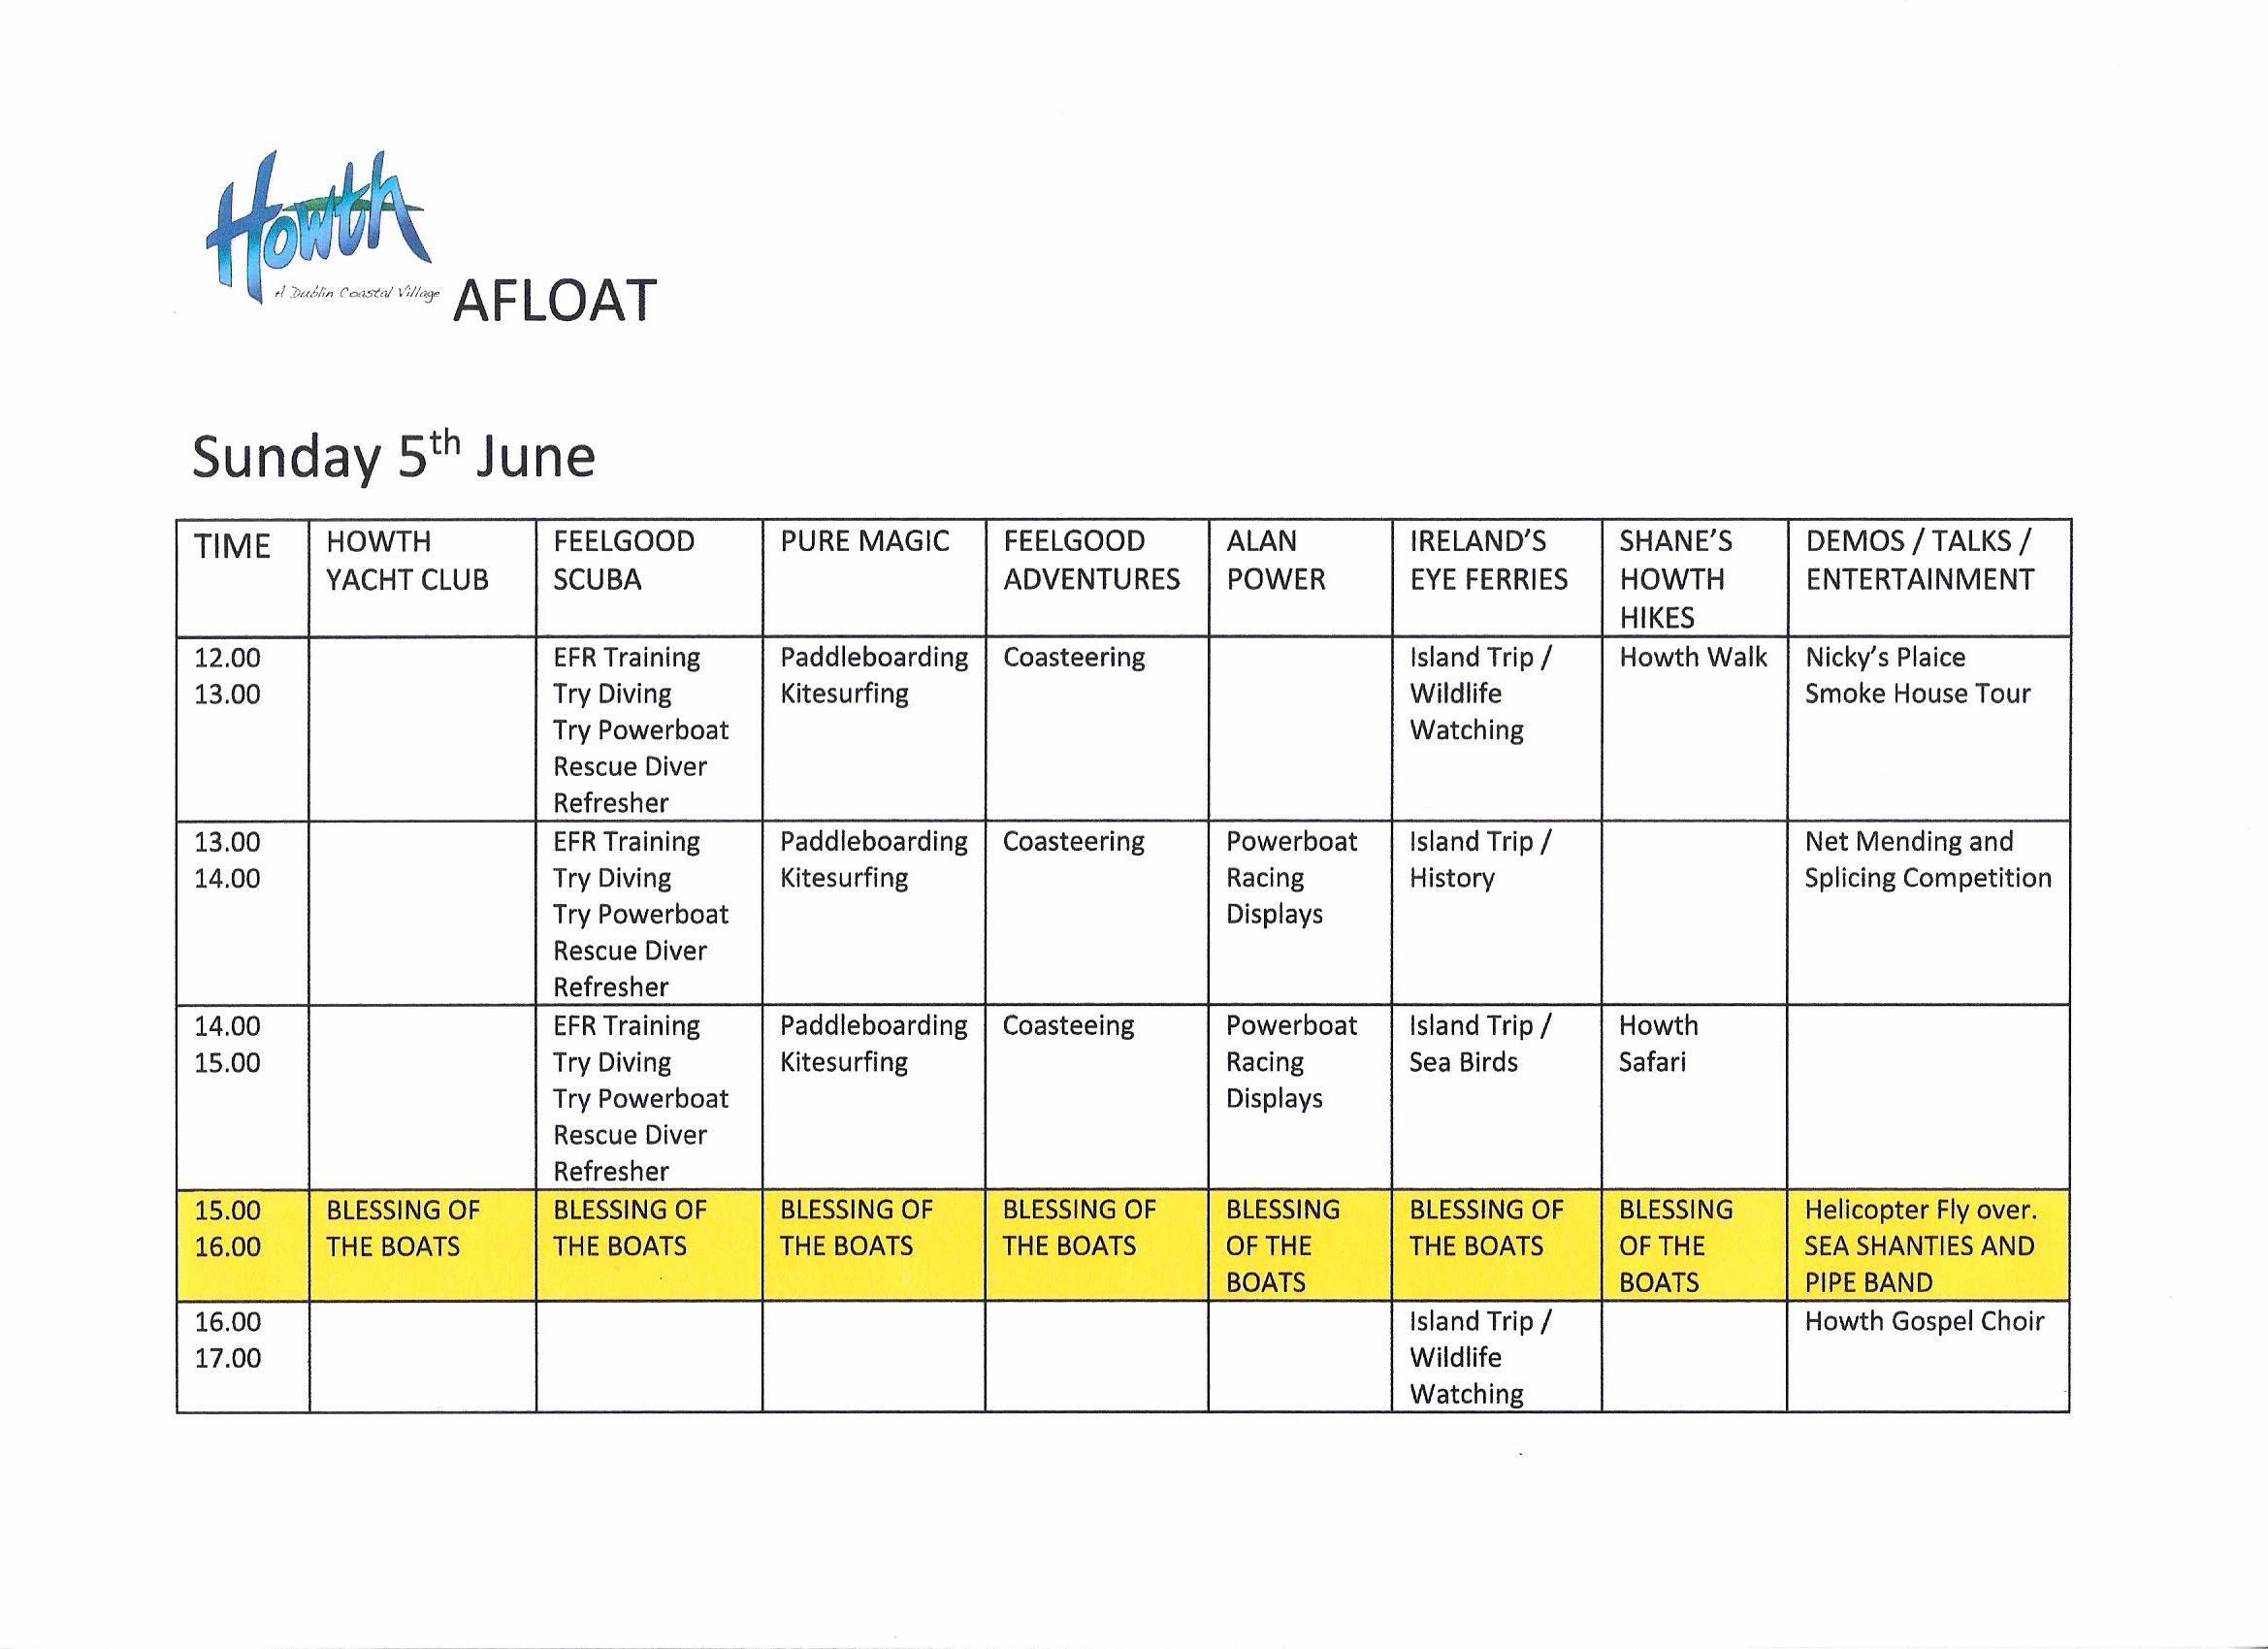 Howth
A Dublin Coastal Village
AFLOAT
Sunday 5th June
TIME
HOWTH
YACHT CLUB
FEELGOOD
SCUBA
PURE MAGIC
FEELGOOD
ADVENTURES
ALAN
POWER
IRELAND'S
EYE FERRIES
SHANE'S
HOWTH
HIKES
DEMOS / TALKS /
ENTERTAINMENT
12.00
13.00
EFR Training
Try Diving
Try Powerboat
Rescue Diver
Refresher
Paddleboarding
Kitesurfing
Coasteering
Island Trip /
Wildlife
Watching
Howth Walk
Nicky's Plaice
Smoke House Tour
13.00
14.00
EFR Training
Try Diving
Try Powerboat
Rescue Diver
Refresher
Paddleboarding
Kitesurfing
Coasteering
Powerboat
Racing
Displays
Island Trip /
History
Net Mending and
Splicing Competition
14.00
15.00
EFR Training
Try Diving
Try Powerboat
Rescue Diver
Refresher
Paddleboarding
Kitesurfing
Coasteeing
Powerboat
Racing
Displays
Island Trip /
Sea Birds
Howth
Safari
15.00
16.00
BLESSING OF
THE BOATS
BLESSING OF
THE BOATS
BLESSING OF
THE BOATS
BLESSING OF
THE BOATS
BLESSING
OF THE
BOATS
BLESSING OF
THE BOATS
BLESSING
OF THE
BOATS
Helicopter Fly over.
SEA SHANTIES AND
PIPE BAND
16.00
17.00
Island Trip /
Wildlife
Watching
Howth Gospel Choir